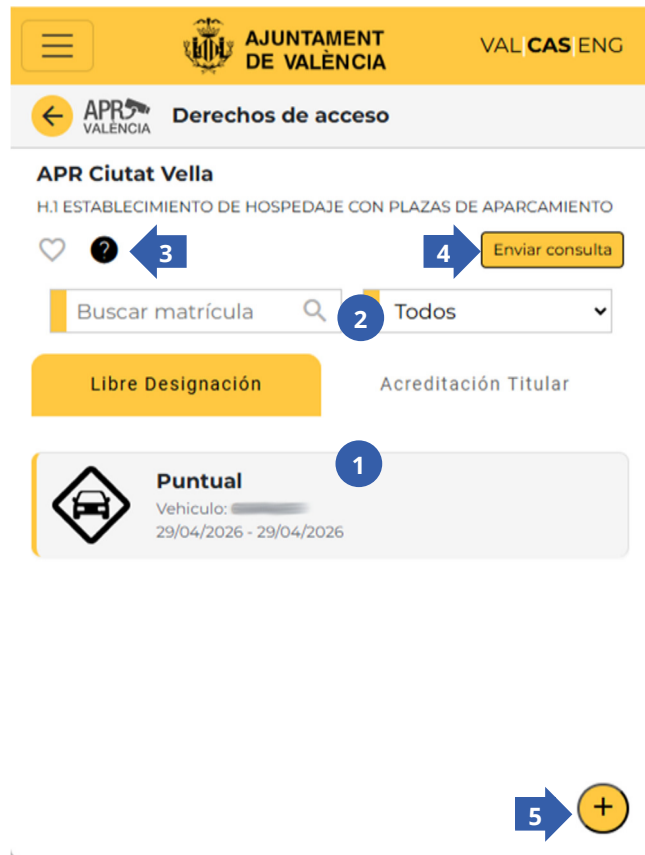 AJUNTAMENT
DE VALÈNCIA
VAL|CAS|ENG
APR
VALÈNCIA
Derechos de acceso
APR Ciutat Vella
H.1 ESTABLECIMIENTO DE HOSPEDAJE CON PLAZAS DE APARCAMIENTO
? 3 4 Enviar consulta
Buscar matrícula 2 Todos
Libre Designación Acreditación Titular
1
Puntual
Vehiculo:
29/04/2026 - 29/04/2026
5 +